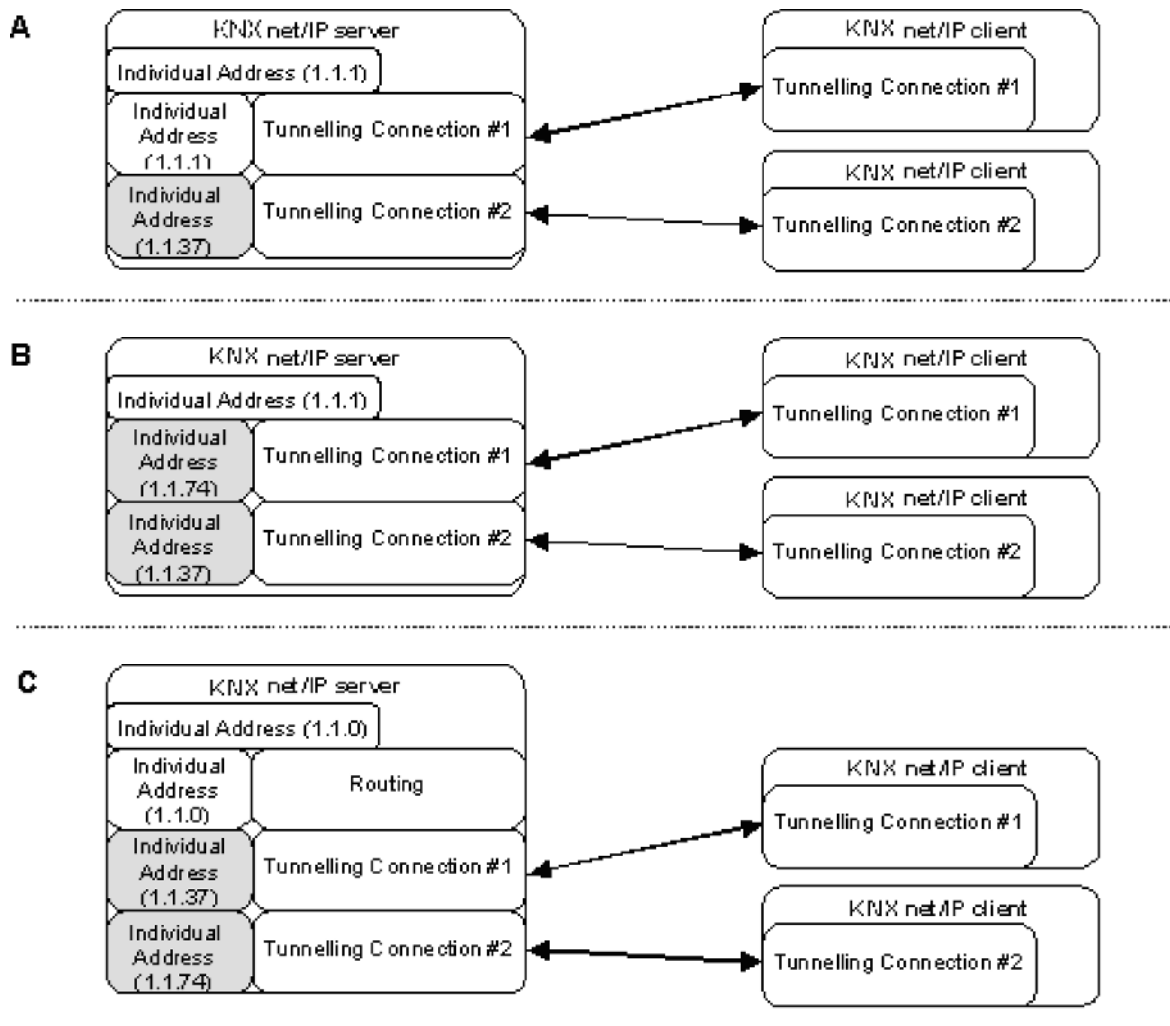 A
KNX net/IP server
Individual Address (1.1.1)
Individual
Address
(1.1.1)
Tunnelling Connection #1
Individual
Address
(1.1.37)
Tunnelling Connection #2
KNX net/IP client
Tunnelling Connection #1
KNX net/IP client
Tunnelling Connection #2
B
KNX net/IP server
Individual Address (1.1.1)
Individual
Address
(1.1.74)
Tunnelling Connection #1
Individual
Address
(1.1.37)
Tunnelling Connection #2
KNX net/IP client
Tunnelling Connection #1
KNX net/IP client
Tunnelling Connection #2
C
KNX net/IP server
Individual Address (1.1.0)
Individual
Address
(1.1.0)
Routing
Individual
Address
(1.1.37)
Tunnelling Connection #1
Individual
Address
(1.1.74)
Tunnelling Connection #2
KNX net/IP client
Tunnelling Connection #1
KNX net/IP client
Tunnelling Connection #2